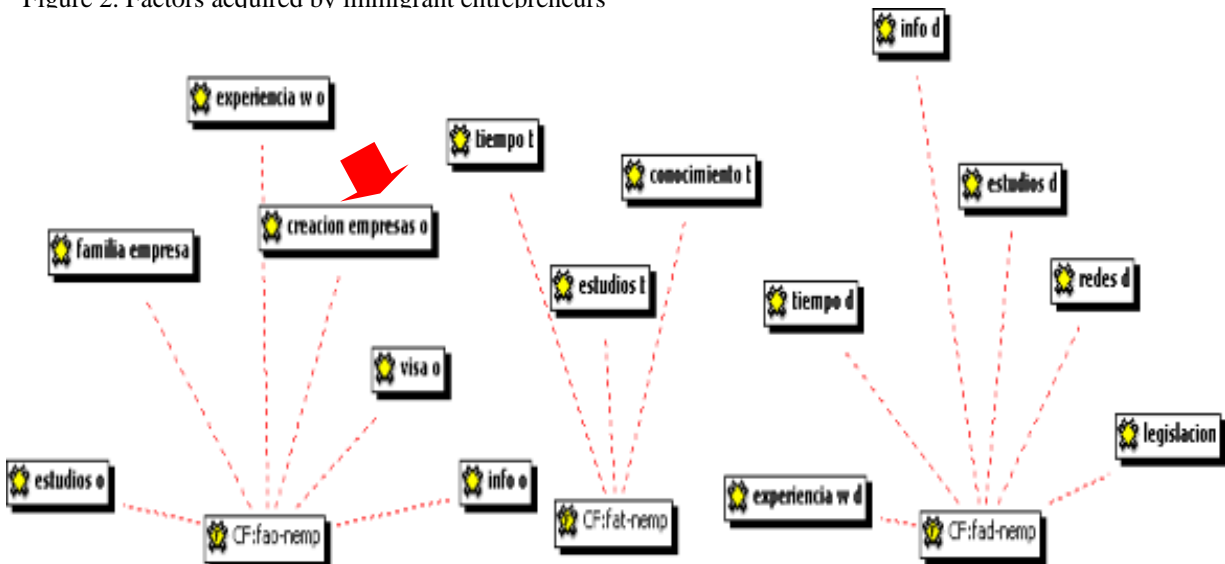 Figure 2. Factors acquired by immigrant entrepreneurs
info d
experiencia w o
tiempo t
conocimiento t
estudios d
creacion empresas o
familia empresa
estudios t
redes d
tiempo d
visa o
legislacion
estudios o
info o
experiencia w d
CF:fao-nemp
CF:fat-nemp
CF:fad-nemp